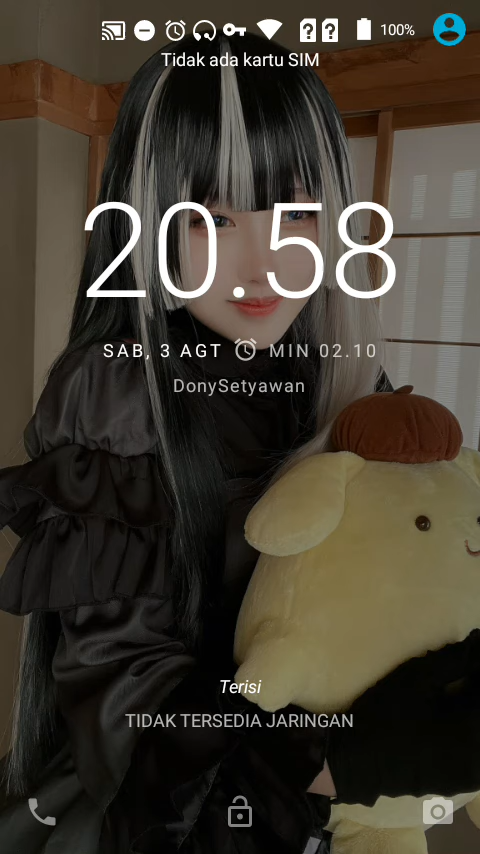 100%
Tidak ada kartu SIM
20.58
SAB, 3 AGT MIN 02.10
DonySetyawan
Terisi
TIDAK TERSEDIA JARINGAN